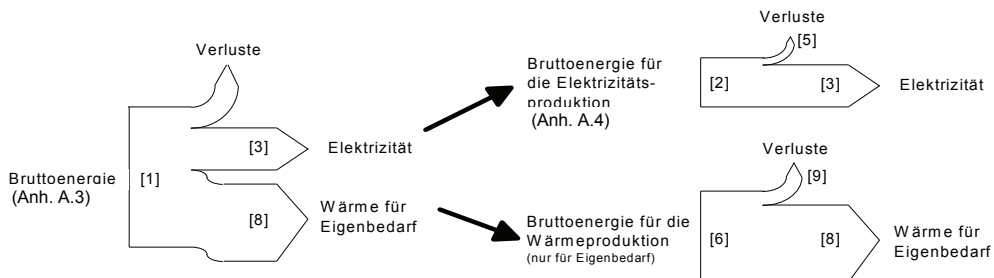 Verluste
Bruttoenergie
(Anh. A.3)
[1]
[3]
Elektrizität
[8]
Wärme für
Eigenbedarf
Bruttoenergie für
die Elektrizitäts-
produktion
(Anh. A.4)
Verluste
[5]
[2]
[3]
Elektrizität
Bruttoenergie für die
Wärmeproduktion
(nur für Eigenbedarf)
Verluste
[9]
[6]
[8]
Wärme für
Eigenbedarf